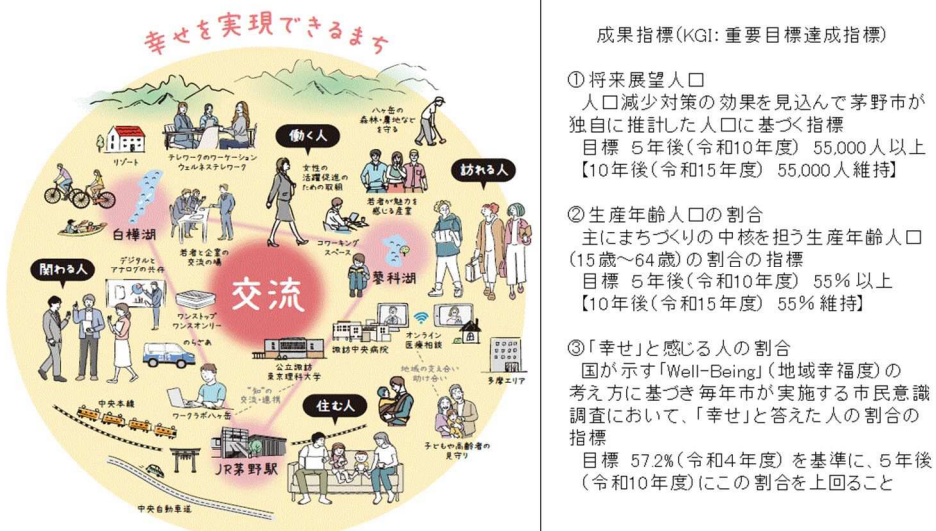 幸せを実現できるまち
八ヶ岳の
森林・農地など
を守る
働く人
リゾート
テレワークのワーケーション
ウェルネステレワーク
女性の
活躍促進の
ための取組
訪れる人
若者が魅力を
感じる産業
白樺湖
若者と企業の
交流の場
コワーキング
スペース
蓼科湖
関わる人
デジタルと
アナログの共存
交流
ワンストップ
ワンスオンリー
のらざあ
公立諏訪
東京理科大学
諏訪中央病院
オンライン
医療相談
地域の支え合い
助け合い
多摩エリア
"知"の
交流・連携
ワークラボ八ヶ岳
中央本線
住む人
子どもや高齢者の
見守り
JR茅野駅
中央自動車道
成果指標(KGI:重要目標達成指標)
①将来展望人口
人口減少対策の効果を見込んで茅野市が
独自に推計した人口に基づく指標
目標 5年後(令和10年度) 55,000人以上
【10年後(令和15年度) 55,000人維持】
②生産年齢人口の割合
主にまちづくりの中核を担う生産年齢人口
(15歳～64歳)の割合の指標
目標 5年後(令和10年度) 55%以上
【10年後(令和15年度) 55%維持】
③「幸せ」と感じる人の割合
国が示す「Well-Being」(地域幸福度)の
考え方に基づき毎年市が実施する市民意識
調査において、「幸せ」と答えた人の割合の
指標
目標 57.2%(令和4年度)を基準に、5年後
(令和10年度)にこの割合を上回ること